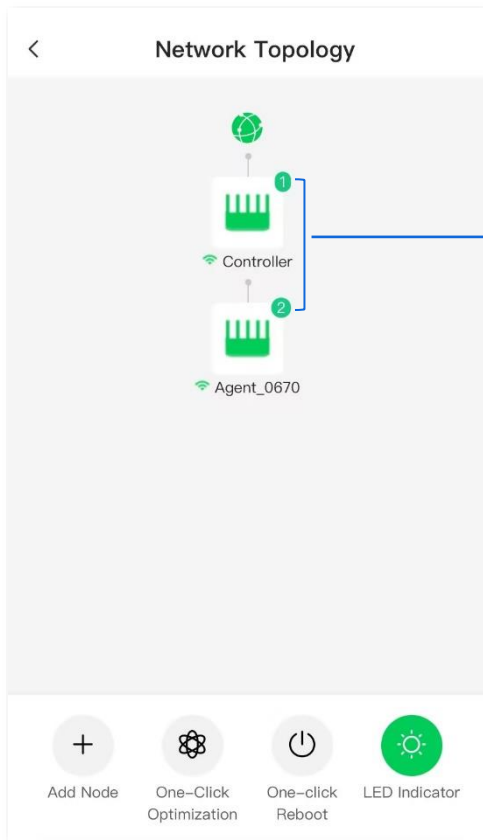 Network Topology
1
Controller
2
Agent_0670
Add Node
One-Click
Optimization
One-click
Reboot
LED Indicator